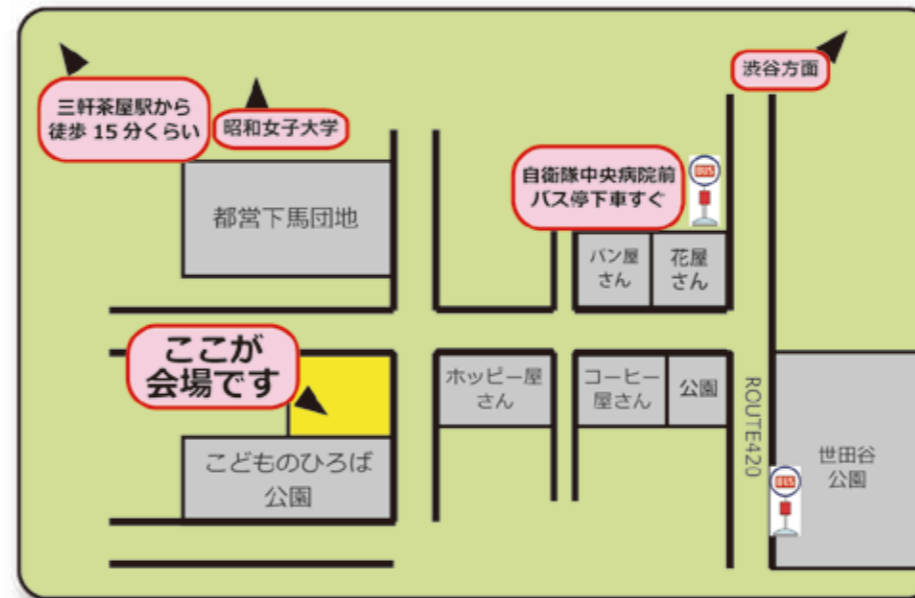 渋谷方面
三軒茶屋駅から
徒歩 15 分くらい
昭和女子大学
BUS
自衛隊中央病院前
バス停下車すぐ
都営下馬団地
パン屋
さん
花屋
さん
ここが
会場です
ホッピー屋
さん
コーヒー
屋さん
公園
ROUTE420
こどものひろば
公園
世田谷
公園
BUS